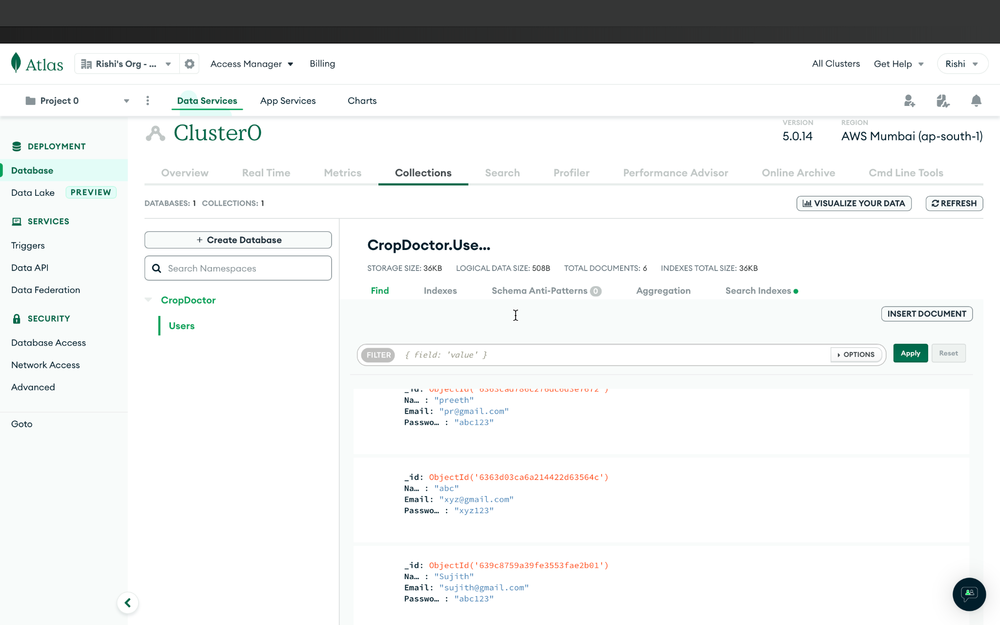 Atlas
Rishi's Org - ...
Access Manager
Billing
All Clusters
Get Help
Rishi
Project 0
Data Services
App Services
Charts
DEPLOYMENT
Database
Data Lake PREVIEW
SERVICES
Triggers
Data API
Data Federation
SECURITY
Database Access
Network Access
Advanced
Goto
Cluster0
VERSION
5.0.14
REGION
AWS Mumbai (ap-south-1)
Overview
Real Time
Metrics
Collections
Search
Profiler
Performance Advisor
Online Archive
Cmd Line Tools
DATABASES: 1 COLLECTIONS: 1
VISUALIZE YOUR DATA
REFRESH
+ Create Database
Search Namespaces
CropDoctor
Users
CropDoctor.Use...
STORAGE SIZE: 36KB LOGICAL DATA SIZE: 508B TOTAL DOCUMENTS: 6 INDEXES TOTAL SIZE: 36KB
Find
Indexes
Schema Anti-Patterns 0
Aggregation
Search Indexes
INSERT DOCUMENT
FILTER { field: 'value' }
OPTIONS
Apply
Reset
_id: ObjectId('
Na… : "preeth"
Email: "pr@gmail.com"
Passwo… : "abc123"
_id: ObjectId('6363d03ca6a214422d63564c')
Na… : "abc"
Email: "xyz@gmail.com"
Passwo… : "xyz123"
_id: ObjectId('639c8759a39fe3553fae2b01')
Na… : "Sujith"
Email: "sujith@gmail.com"
Passwo… : "abc123"